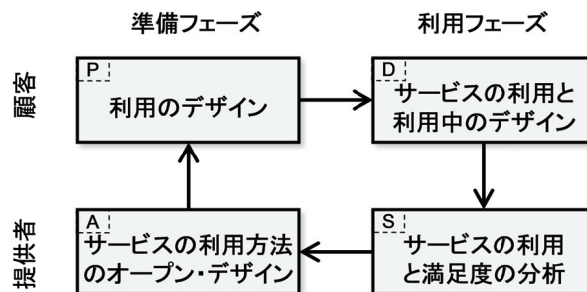 準備フェーズ 利用フェーズ
顧客
P
利用のデザイン
D
サービスの利用と
利用中のデザイン
提供者
A
サービスの利用方法
のオープン・デザイン
S
サービスの利用
と満足度の分析